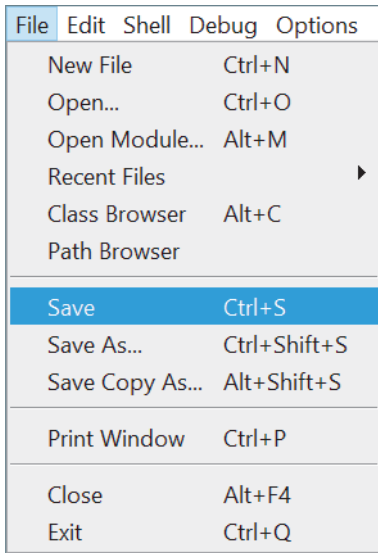 File Edit Shell Debug Options
New File Ctrl+N
Open... Ctrl+O
Open Module... Alt+M
Recent Files
Class Browser Alt+C
Path Browser
Save Ctrl+S
Save As... Ctrl+Shift+S
Save Copy As... Alt+Shift+S
Print Window Ctrl+P
Close Alt+F4
Exit Ctrl+Q